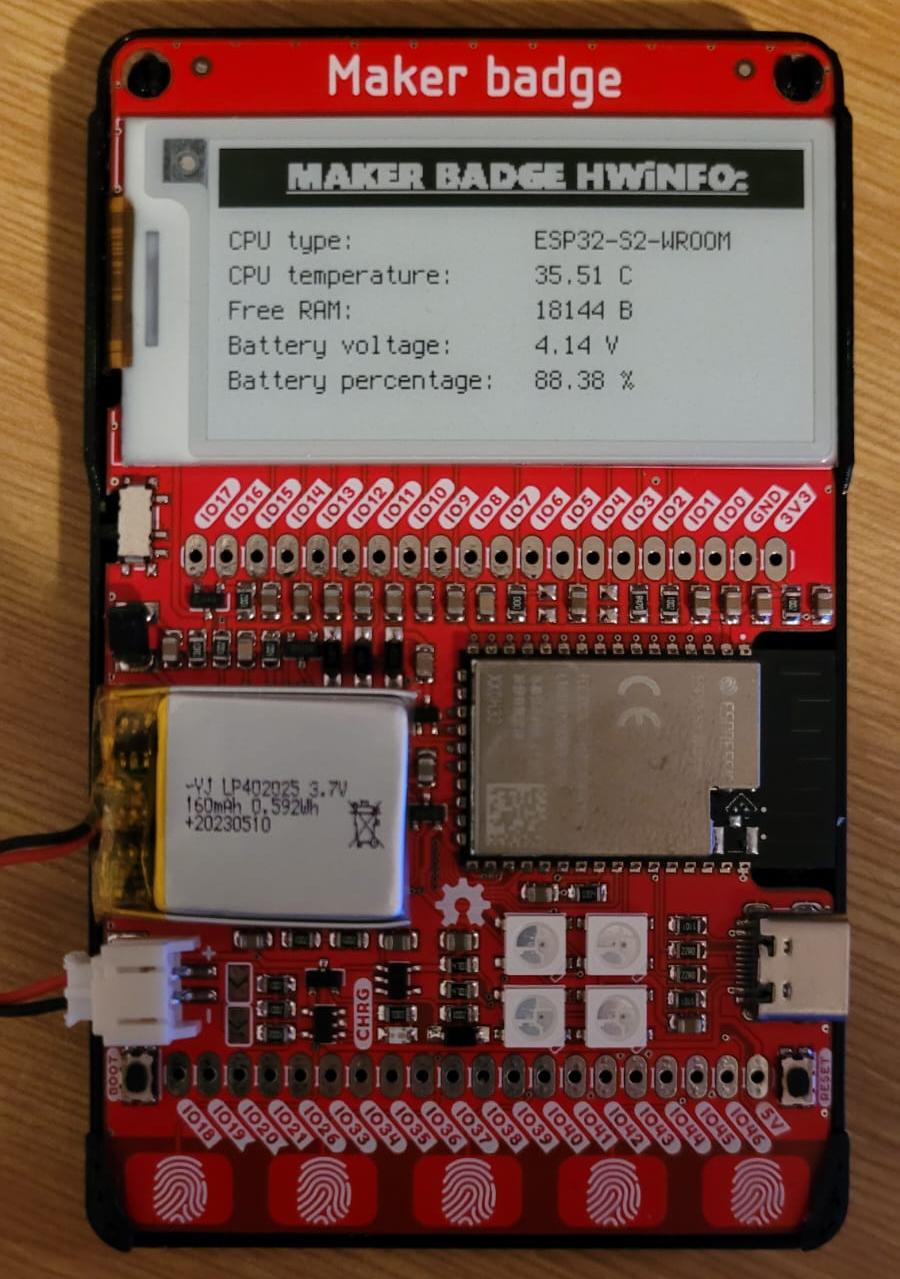 Maker badge
MAKER BADGE HWiNFO:
CPU type: ESP32-S2-WROOM
CPU temperature: 35.51 C
Free RAM: 18144 B
Battery voltage: 4.14 V
Battery percentage: 88.38 %
IO17 IO16 IO15 IO14 IO13 IO12 IO11 IO10 IO9 IO8 IO7 IO6 IO5 IO4 IO3 IO2 IO1 IO0 GND 3V3
CE
-YJ LP402025 3.7V
160mAh 0.592Wh
+20230510
+
-
CHRG
BOOT
RESET
IO18 IO19 IO20 IO21 IO26 IO33 IO34 IO35 IO36 IO37 IO38 IO39 IO40 IO41 IO42 IO43 IO44 IO45 IO46 5V